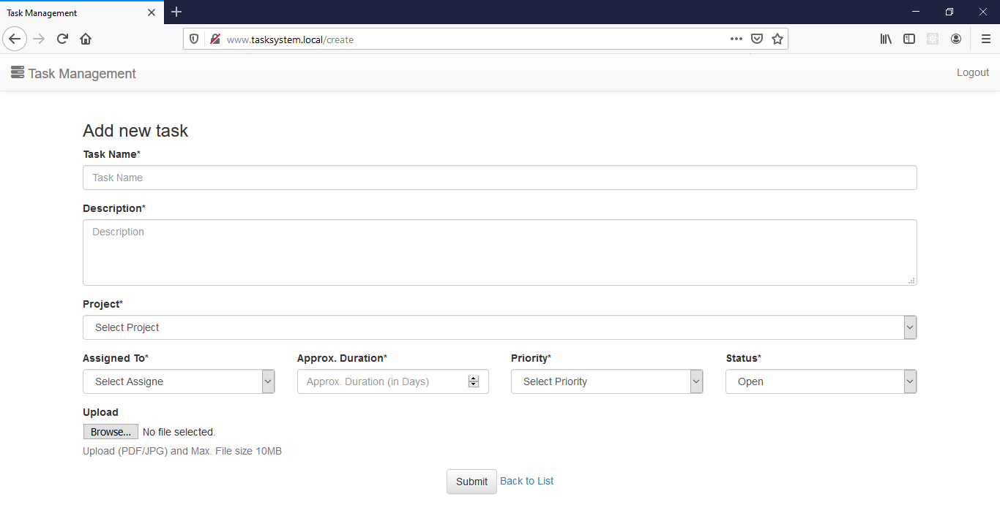 Task Management
www.tasksystem.local/create
Task Management Logout
Add new task
Task Name*
Task Name
Description*
Description
Project*
Select Project
Assigned To* Approx. Duration* Priority* Status*
Select Assigne Approx. Duration (in Days) Select Priority Open
Upload
Browse... No file selected.
Upload (PDF/JPG) and Max. File size 10MB
Submit Back to List